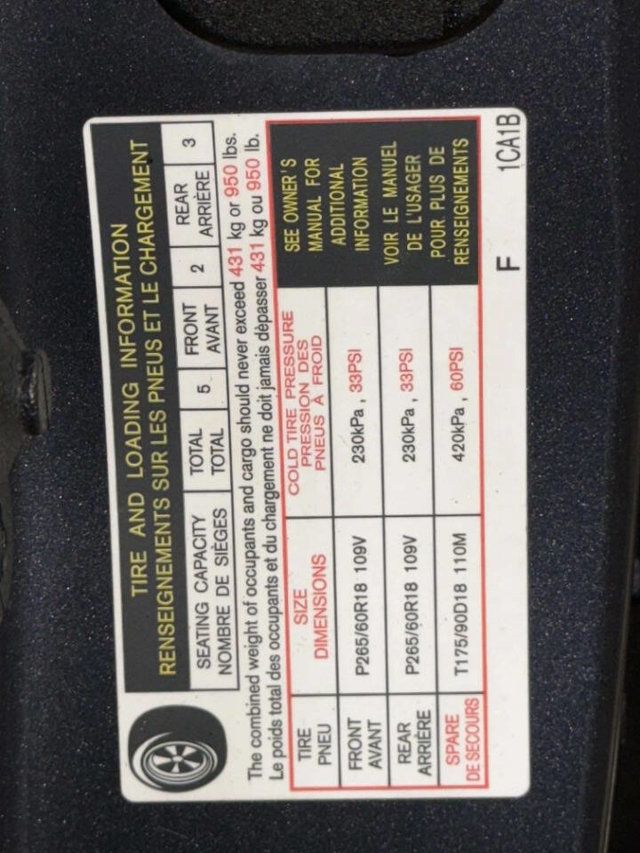 TIRE AND LOADING INFORMATION
RENSEIGNEMENTS SUR LES PNEUS ET LE CHARGEMENT
SEATING CAPACITY TOTAL 5 FRONT 2 REAR 3
NOMBRE DE SIÈGES TOTAL AVANT ARRIÈRE
The combined weight of occupants and cargo should never exceed 431 kg or 950 lbs.
Le poids total des occupants et du chargement ne doit jamais dépasser 431 kg ou 950 lb.
TIRE SIZE COLD TIRE PRESSURE
PNEU DIMENSIONS PRESSION DES
PNEUS À FROID
FRONT P265/60R18 109V 230kPa , 33PSI
AVANT
REAR P265/60R18 109V 230kPa , 33PSI
ARRIÈRE
SPARE T175/90D18 110M 420kPa , 60PSI
DE SECOURS
SEE OWNER'S
MANUAL FOR
ADDITIONAL
INFORMATION
VOIR LE MANUEL
DE L'USAGER
POUR PLUS DE
RENSEIGNEMENTS
F 1CA1B